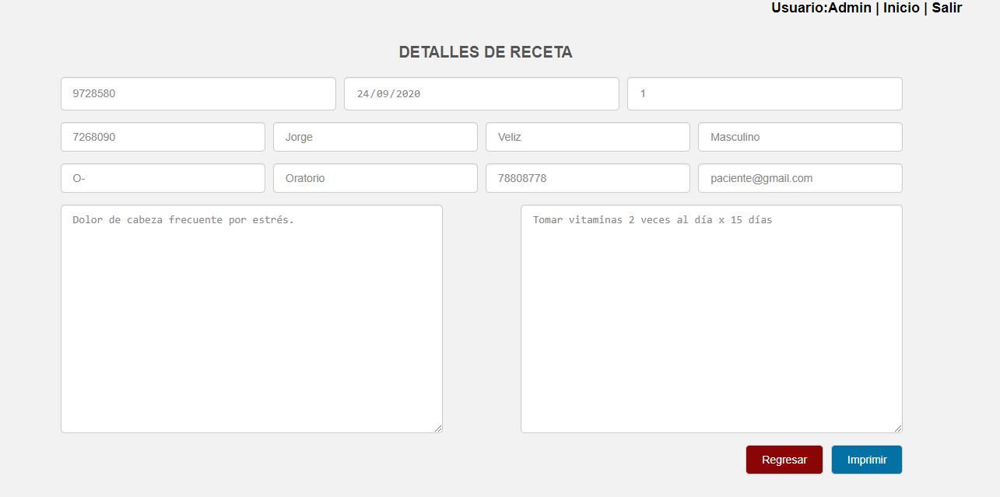 Usuario:Admin | Inicio | Salir
DETALLES DE RECETA
9728580 24/09/2020 1
7268090 Jorge Veliz Masculino
O- Oratorio 78808778 paciente@gmail.com
Dolor de cabeza frecuente por estrés. Tomar vitaminas 2 veces al día x 15 días
Regresar Imprimir